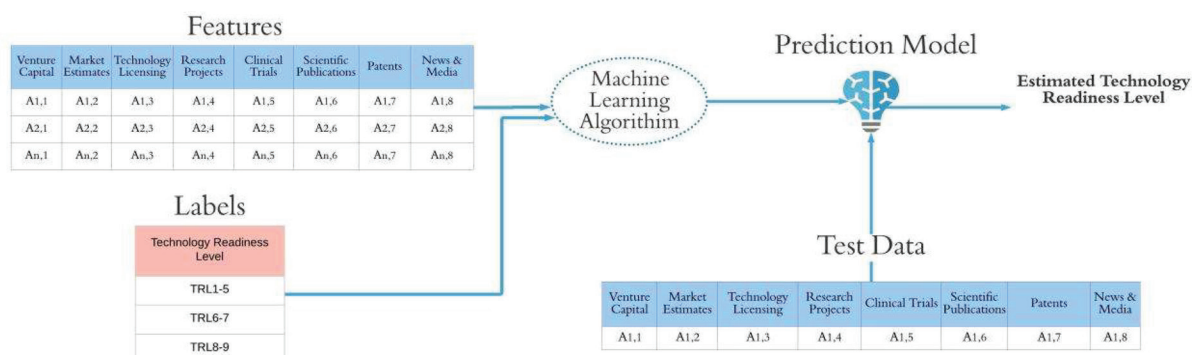 Features
Venture Capital Market Estimates Technology Licensing Research Projects Clinical Trials Scientific Publications Patents News & Media
A1,1 A1,2 A1,3 A1,4 A1,5 A1,6 A1,7 A1,8
A2,1 A2,2 A2,3 A2,4 A2,5 A2,6 A2,7 A2,8
An,1 An,2 An,3 An,4 An,5 An,6 An,7 An,8
Labels
Technology Readiness
Level
TRL1-5
TRL6-7
TRL8-9
Machine
Learning
Algorithim
Prediction Model
Estimated Technology
Readiness Level
Test Data
Venture Capital Market Estimates Technology Licensing Research Projects Clinical Trials Scientific Publications Patents News & Media
A1,1 A1,2 A1,3 A1,4 A1,5 A1,6 A1,7 A1,8